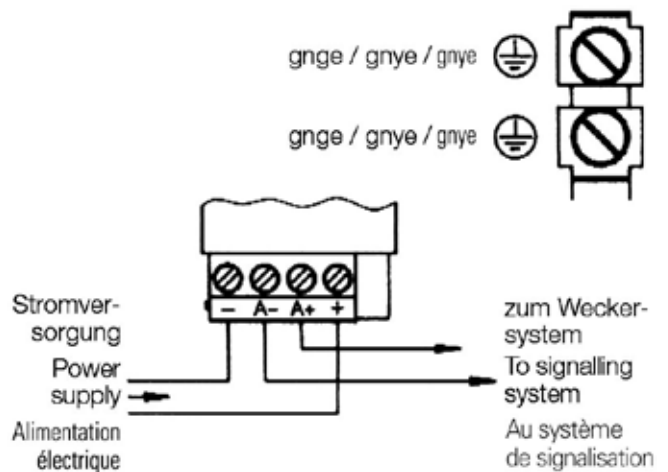 gnge / gnye / gnye
gnge / gnye / gnye
− A− A+ +
Stromver-
sorgung
Power
supply
Alimentation
électrique
zum Wecker-
system
To signalling
system
Au système
de signalisation